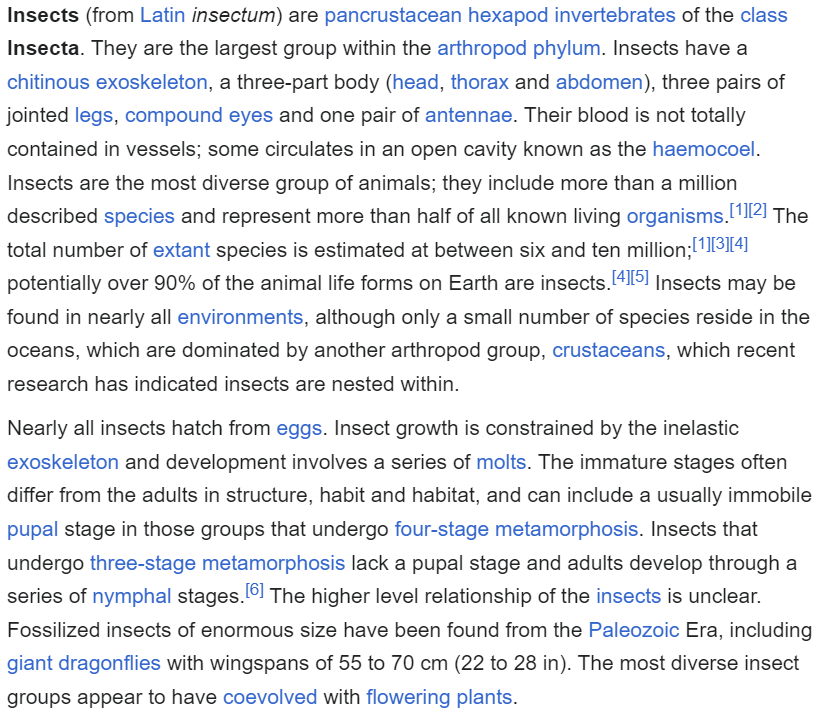 Insects (from Latin insectum) are pancrustacean hexapod invertebrates of the class
Insecta. They are the largest group within the arthropod phylum. Insects have a
chitinous exoskeleton, a three-part body (head, thorax and abdomen), three pairs of
jointed legs, compound eyes and one pair of antennae. Their blood is not totally
contained in vessels; some circulates in an open cavity known as the haemocoel.
Insects are the most diverse group of animals; they include more than a million
described species and represent more than half of all known living organisms.[1][2] The
total number of extant species is estimated at between six and ten million;[1][3][4]
potentially over 90% of the animal life forms on Earth are insects.[4][5] Insects may be
found in nearly all environments, although only a small number of species reside in the
oceans, which are dominated by another arthropod group, crustaceans, which recent
research has indicated insects are nested within.
Nearly all insects hatch from eggs. Insect growth is constrained by the inelastic
exoskeleton and development involves a series of molts. The immature stages often
differ from the adults in structure, habit and habitat, and can include a usually immobile
pupal stage in those groups that undergo four-stage metamorphosis. Insects that
undergo three-stage metamorphosis lack a pupal stage and adults develop through a
series of nymphal stages.[6] The higher level relationship of the insects is unclear.
Fossilized insects of enormous size have been found from the Paleozoic Era, including
giant dragonflies with wingspans of 55 to 70 cm (22 to 28 in). The most diverse insect
groups appear to have coevolved with flowering plants.